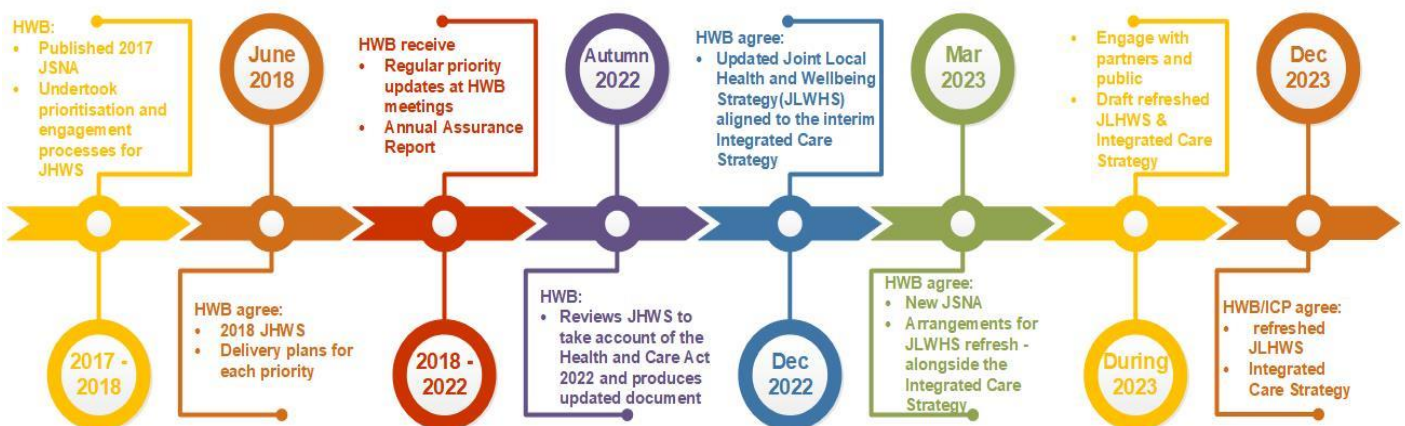 HWB:
• Published 2017
JSNA
• Undertook
prioritisation and
engagement
processes for
JHWS
2017 -
2018
June
2018
HWB agree:
• 2018 JHWS
• Delivery plans for
each priority
HWB receive
• Regular priority
updates at HWB
meetings
• Annual Assurance
Report
2018 -
2022
Autumn
2022
HWB:
• Reviews JHWS to
take account of the
Health and Care Act
2022 and produces
updated document
HWB agree:
• Updated Joint Local
Health and Wellbeing
Strategy(JLWHS)
aligned to the interim
Integrated Care
Strategy
Dec
2022
Mar
2023
HWB agree:
• New JSNA
• Arrangements for
JLWHS refresh -
alongside the
Integrated Care
Strategy
• Engage with
partners and
public
• Draft refreshed
JLHWS &
Integrated Care
Strategy
During
2023
Dec
2023
HWB/ICP agree:
• refreshed
JLHWS
• Integrated
Care Strategy